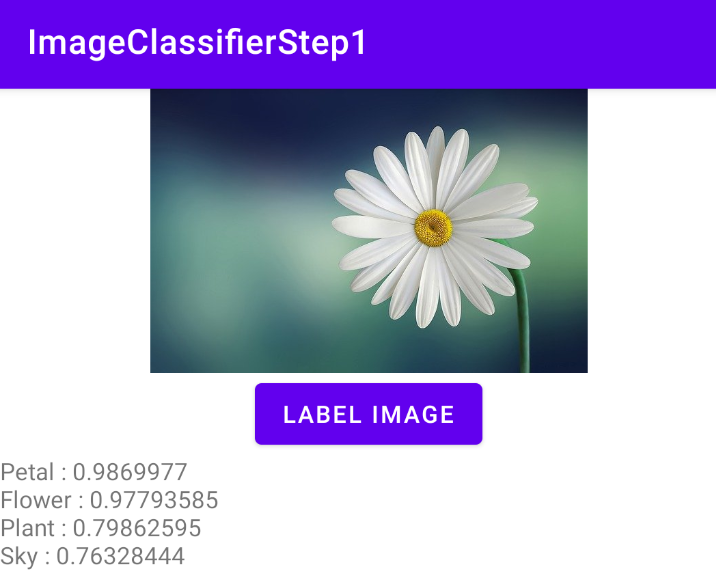 ImageClassifierStep1
LABEL IMAGE
Petal : 0.9869977
Flower : 0.97793585
Plant : 0.79862595
Sky : 0.76328444